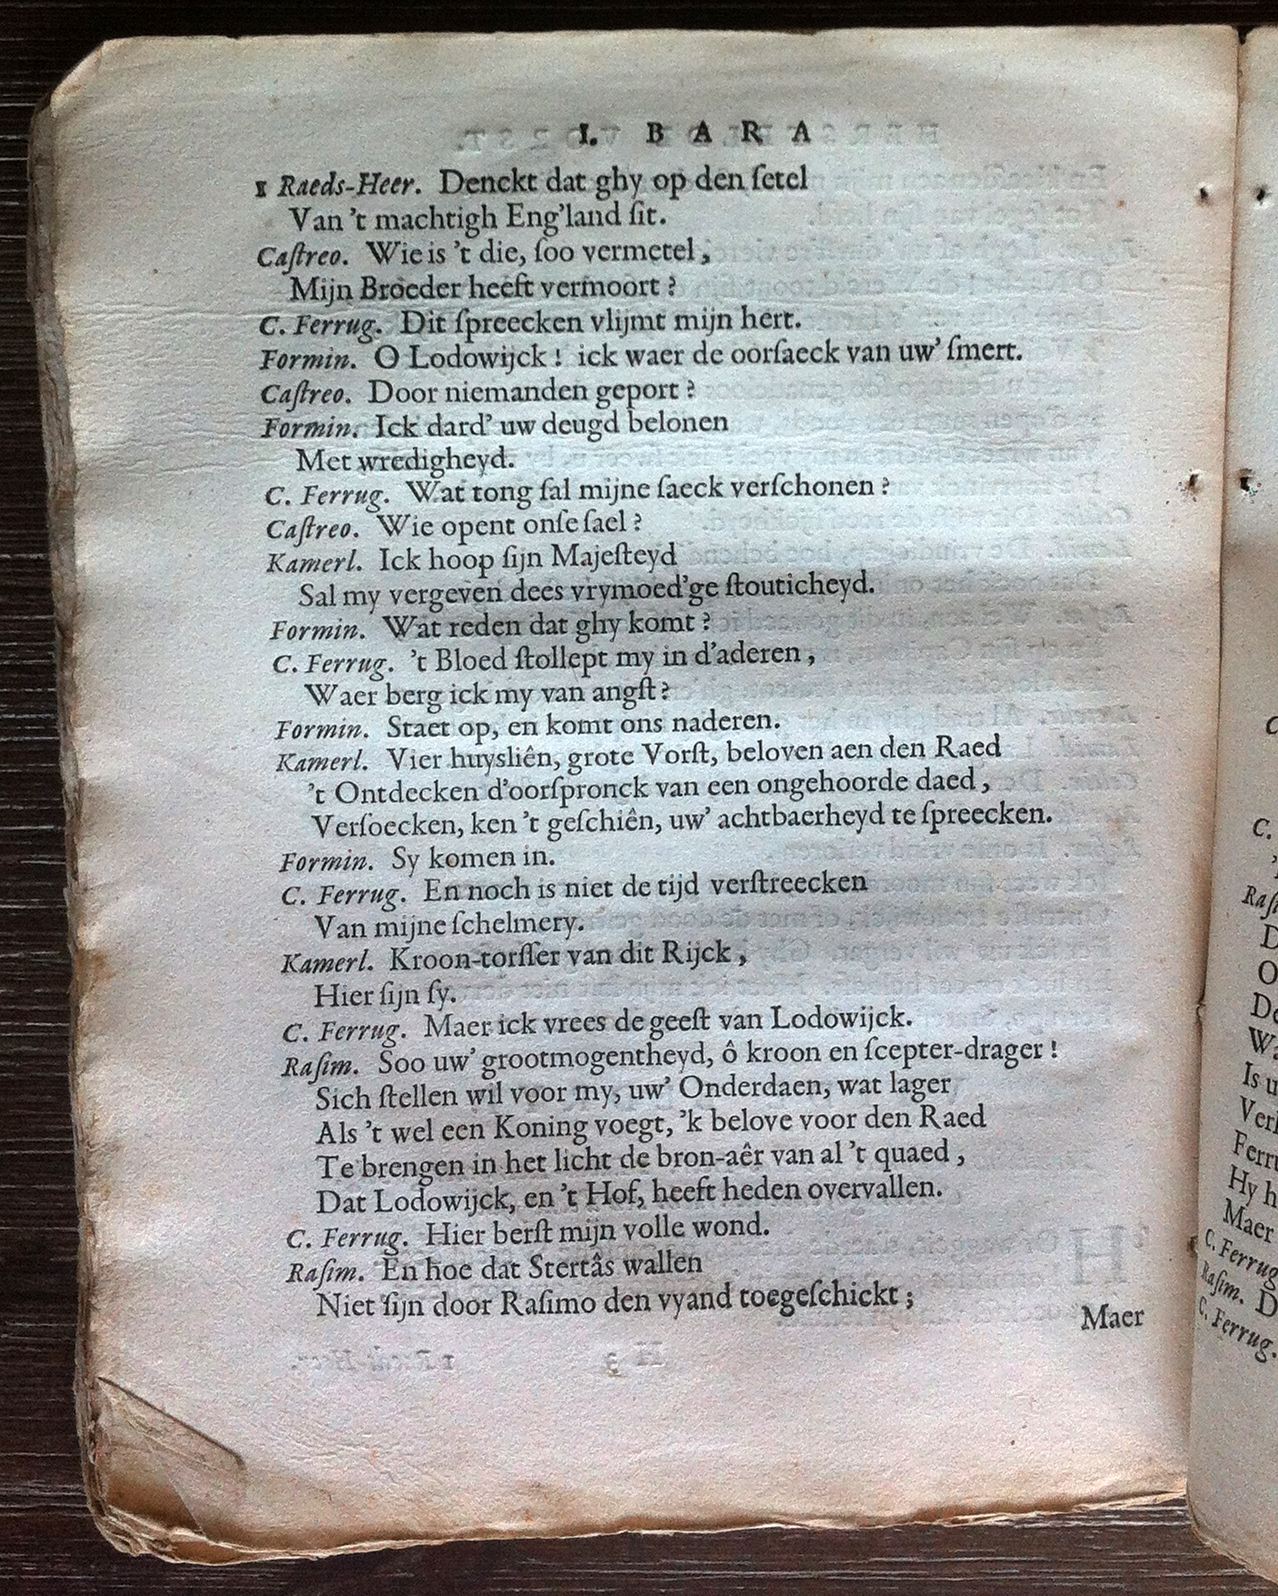 I. BARA
1 Raeds-Heer. Denckt dat ghy op den ſetel
Van 't machtigh Eng'land ſit.
Caſtreo. Wie is 't die, ſoo vermetel,
Mijn Broeder heeft vermoort?
C. Ferrug. Dit ſpreecken vlijmt mijn hert.
Formin. O Lodowijck! ick waer de oorſaeck van uw' ſmert.
Caſtreo. Door niemanden geport?
Formin. Ick dard' uw deugd belonen
Met wredigheyd.
C. Ferrug. Wat tong ſal mijne ſaeck verſchonen?
Caſtreo. Wie opent onſe ſael?
Kamerl. Ick hoop ſijn Majeſteyd
Sal my vergeven dees vrymoed'ge ſtouticheyd.
Formin. Wat reden dat ghy komt?
C. Ferrug. 't Bloed ſtollept my in d'aderen,
Waer berg ick my van angſt?
Formin. Staet op, en komt ons naderen.
Kamerl. Vier huysliên, grote Vorſt, beloven aen den Raed
't Ontdecken d'oorſpronck van een ongehoorde daed,
Verſoecken, ken 't geſchiên, uw' achtbaerheyd te ſpreecken.
Formin. Sy komen in.
C. Ferrug. En noch is niet de tijd verſtreecken
Van mijne ſchelmery.
Kamerl. Kroon-torſſer van dit Rijck,
Hier ſijn ſy.
C. Ferrug. Maer ick vrees de geeſt van Lodowijck.
Raſim. Soo uw' grootmogentheyd, ô kroon en ſcepter-drager!
Sich ſtellen wil voor my, uw' Onderdaen, wat lager
Als 't wel een Koning voegt, 'k belove voor den Raed
Te brengen in het licht de bron-aêr van al 't quaed,
Dat Lodowijck, en 't Hof, heeft heden overvallen.
C. Ferrug. Hier berſt mijn volle wond.
Raſim. En hoe dat Stertâs wallen
Niet ſijn door Raſimo den vyand toegeſchickt;
Maer
C.
Raſi
D
O
De
Wa
Is u
Verl
Ferru
Hy h
Maer
C. Ferrug
Raſim. D
C. Ferrug.